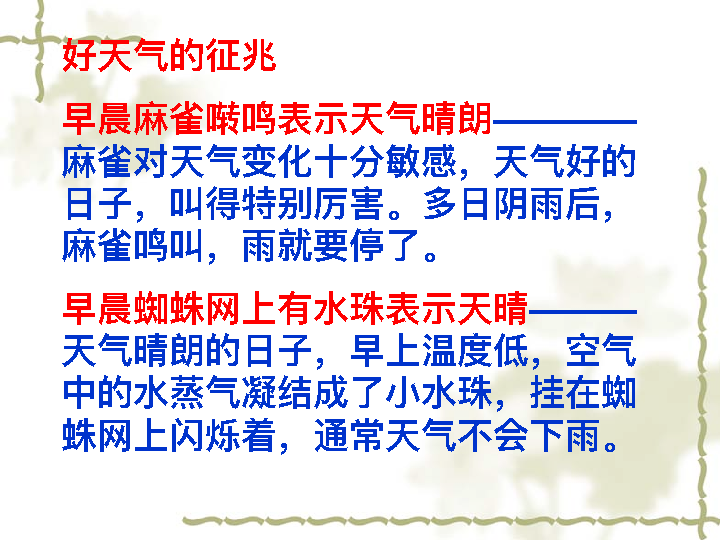 好天气的征兆
早晨麻雀啭鸣表示天气晴朗————
麻雀对天气变化十分敏感，天气好的
日子，叫得特别厉害。多日阴雨后，
麻雀鸣叫，雨就要停了。
早晨蜘蛛网上有水珠表示天晴———
天气晴朗的日子，早上温度低，空气
中的水蒸气凝结成了小水珠，挂在蜘
蛛网上闪烁着，通常天气不会下雨。